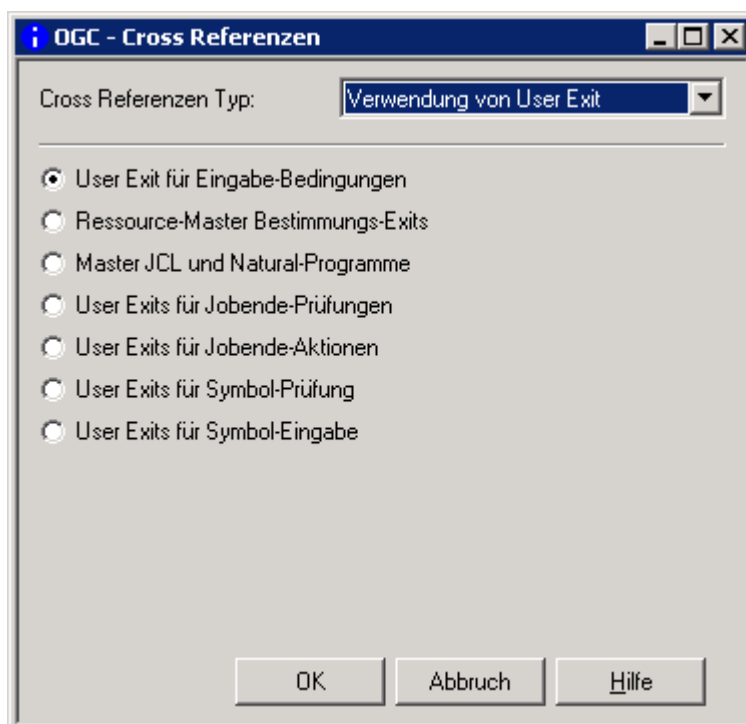 OGC - Cross Referenzen
Cross Referenzen Typ: Verwendung von User Exit
User Exit für Eingabe-Bedingungen
Ressource-Master Bestimmungs-Exits
Master JCL und Natural-Programme
User Exits für Jobende-Prüfungen
User Exits für Jobende-Aktionen
User Exits für Symbol-Prüfung
User Exits für Symbol-Eingabe
OK Abbruch Hilfe